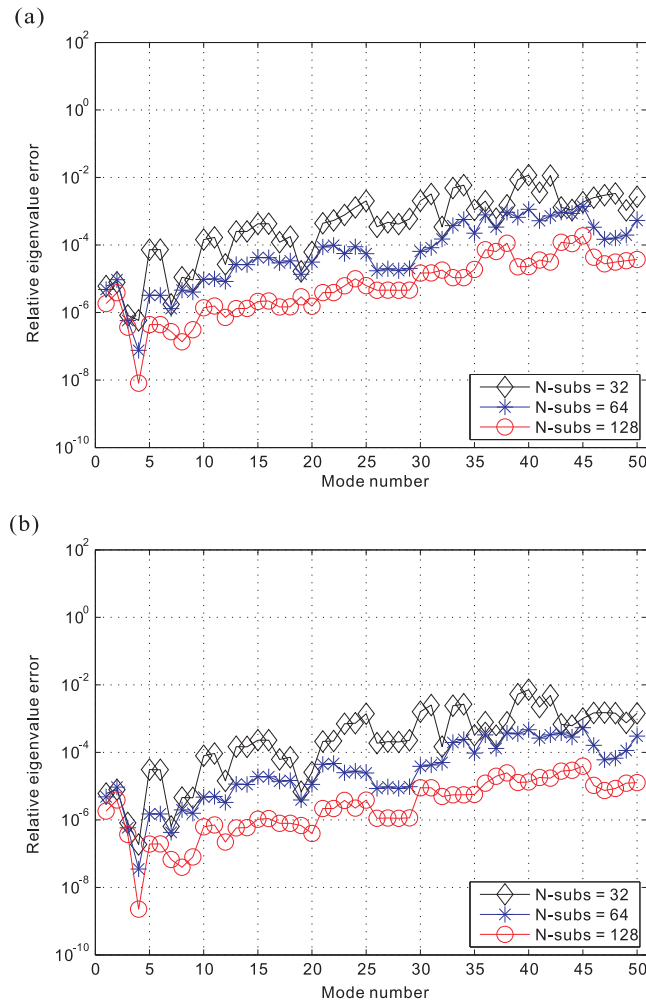 (a)
10^2
10^0
10^-2
10^-4
10^-6
10^-8
10^-10
Relative eigenvalue error
0 5 10 15 20 25 30 35 40 45 50
Mode number
N-subs = 32
N-subs = 64
N-subs = 128
(b)
10^2
10^0
10^-2
10^-4
10^-6
10^-8
10^-10
Relative eigenvalue error
0 5 10 15 20 25 30 35 40 45 50
Mode number
N-subs = 32
N-subs = 64
N-subs = 128